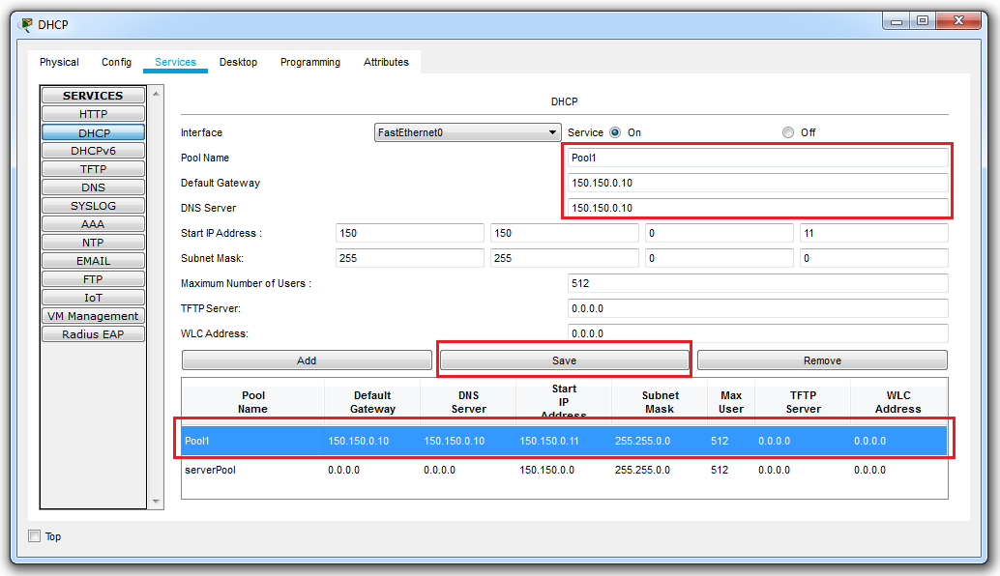 DHCP
Physical Config Services Desktop Programming Attributes
SERVICES
HTTP
DHCP
DHCPv6
TFTP
DNS
SYSLOG
AAA
NTP
EMAIL
FTP
IoT
VM Management
Radius EAP
DHCP
Interface FastEthernet0 Service On Off
Pool Name Pool1
Default Gateway 150.150.0.10
DNS Server 150.150.0.10
Start IP Address : 150 150 0 11
Subnet Mask: 255 255 0 0
Maximum Number of Users : 512
TFTP Server: 0.0.0.0
WLC Address: 0.0.0.0
Add Save Remove
Pool Name Default Gateway DNS Server Start IP Address Subnet Mask Max User TFTP Server WLC Address
Pool1 150.150.0.10 150.150.0.10 150.150.0.11 255.255.0.0 512 0.0.0.0 0.0.0.0
serverPool 0.0.0.0 0.0.0.0 150.150.0.0 255.255.0.0 512 0.0.0.0 0.0.0.0
Top